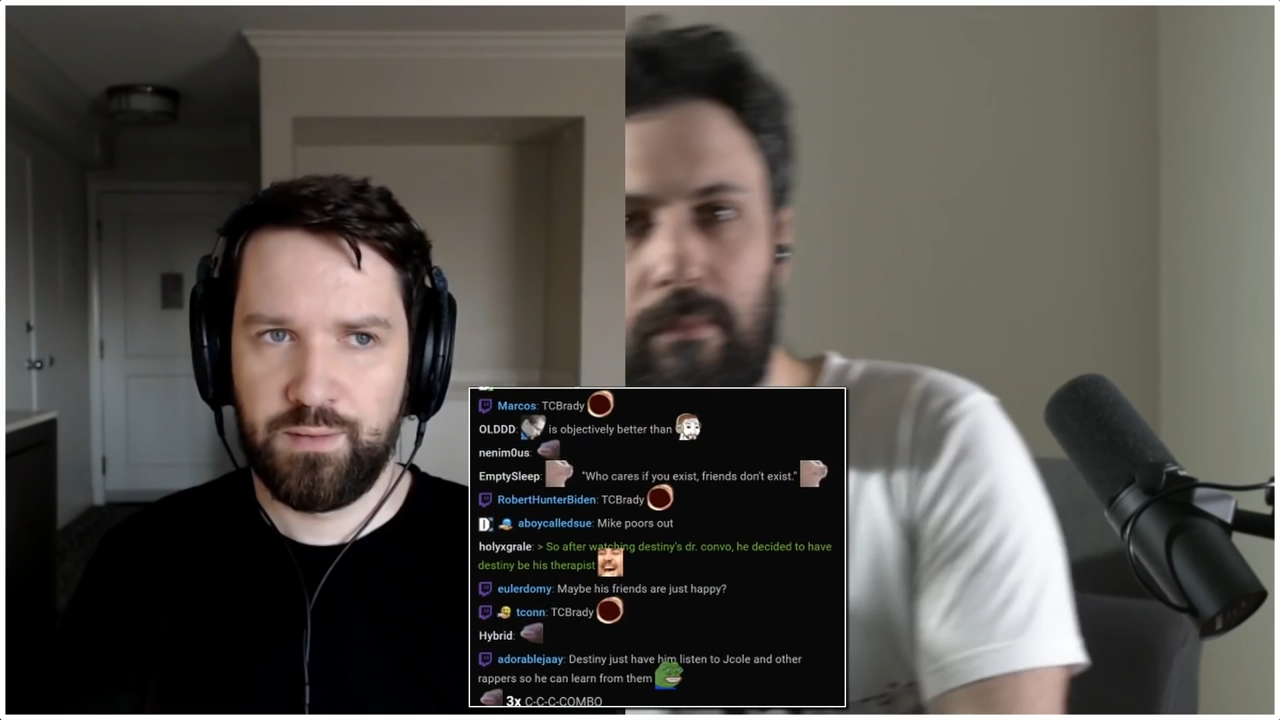 Marcos: TCBrady
OLDDD: is objectively better than
nenim0us:
EmptySleep: "Who cares if you exist, friends don't exist."
RobertHunterBiden: TCBrady
D aboycalledsue: Mike poors out
holyxgrale: > So after watching destiny's dr. convo, he decided to have
destiny be his therapist
eulerdomy: Maybe his friends are just happy?
tconn: TCBrady
Hybrid:
adorablejaay: Destiny just have him listen to Jcole and other
rappers so he can learn from them
3x C-C-C-COMBO